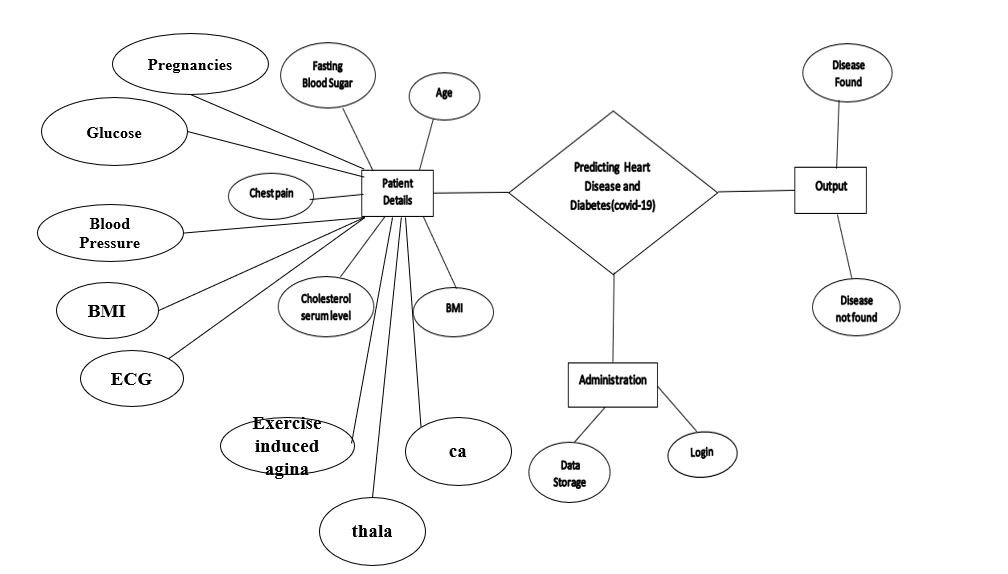 Pregnancies
Fasting
Blood Sugar
Age
Disease
Found
Glucose
Chest pain
Patient
Details
Predicting Heart
Disease and
Diabetes(covid-19)
Output
Blood
Pressure
BMI
Cholesterol
serum level
BMI
Disease
not found
ECG
Administration
Exercise
induced
agina
ca
Data
Storage
Login
thala